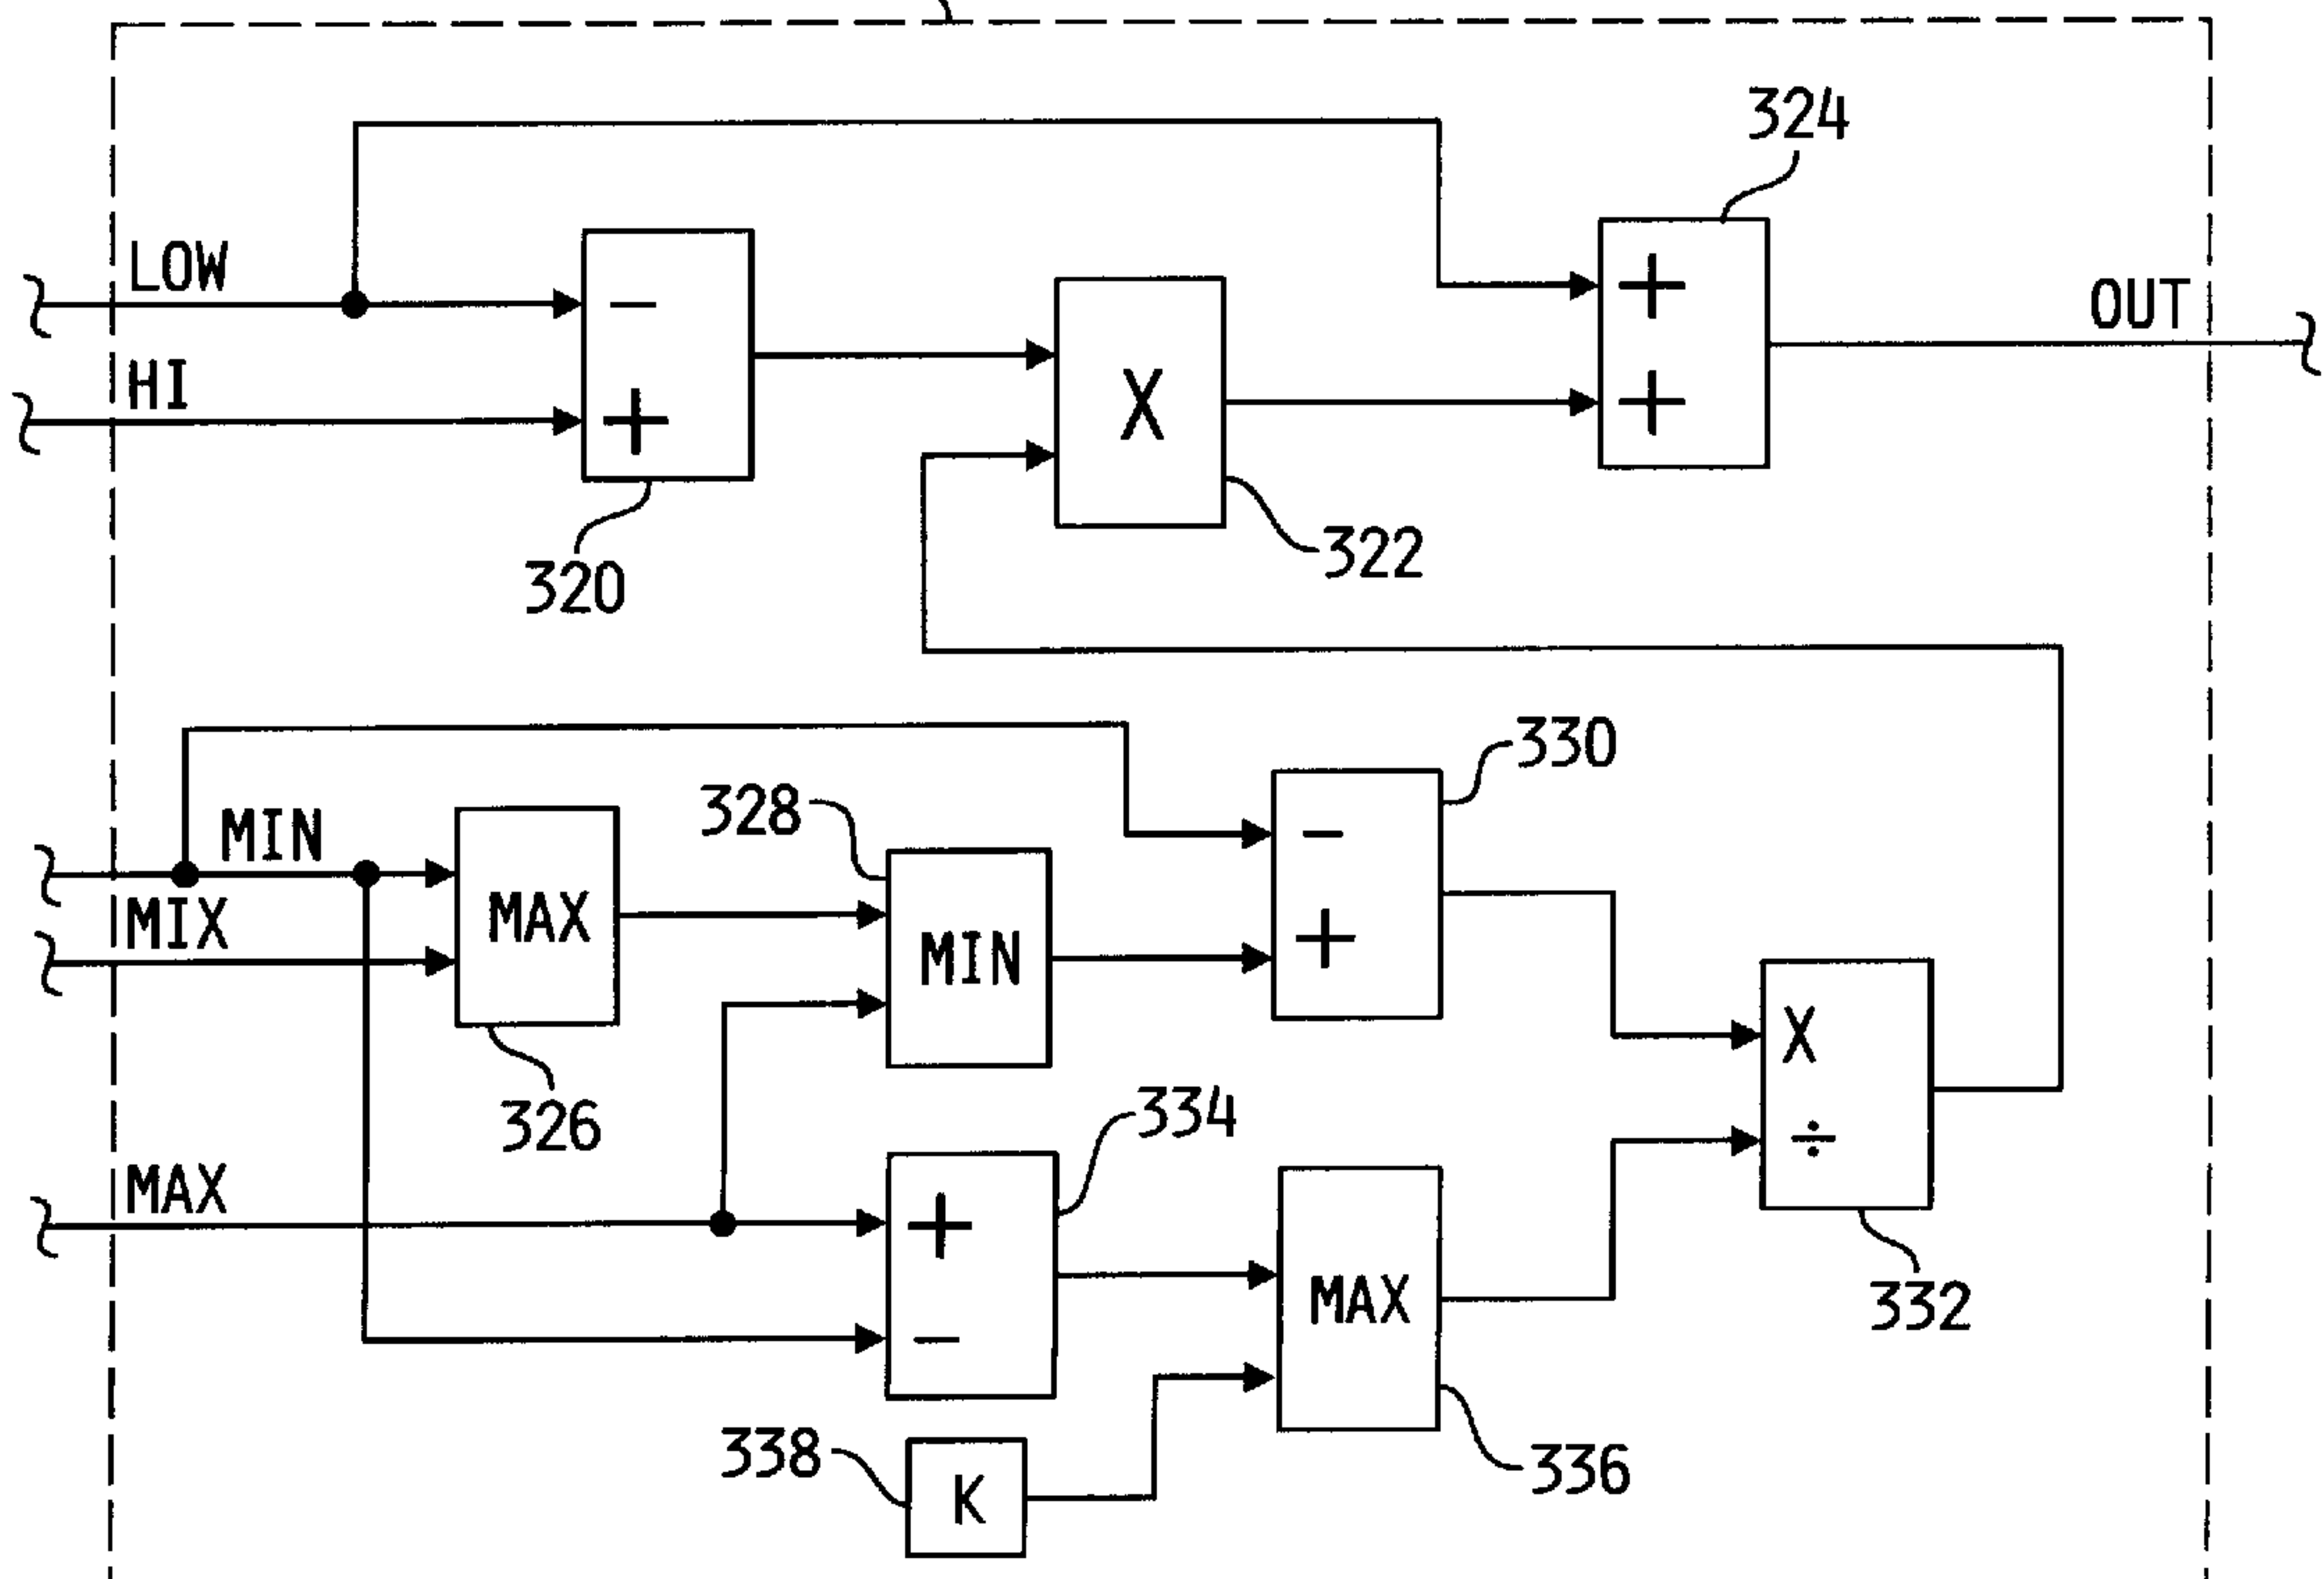 324
LOW
−
+
OUT
HI
+
X
+
320
322
330
328
MIN
−
MAX
MIX
MIN
+
X
326
334
÷
MAX
+
MAX
332
−
338
K
336